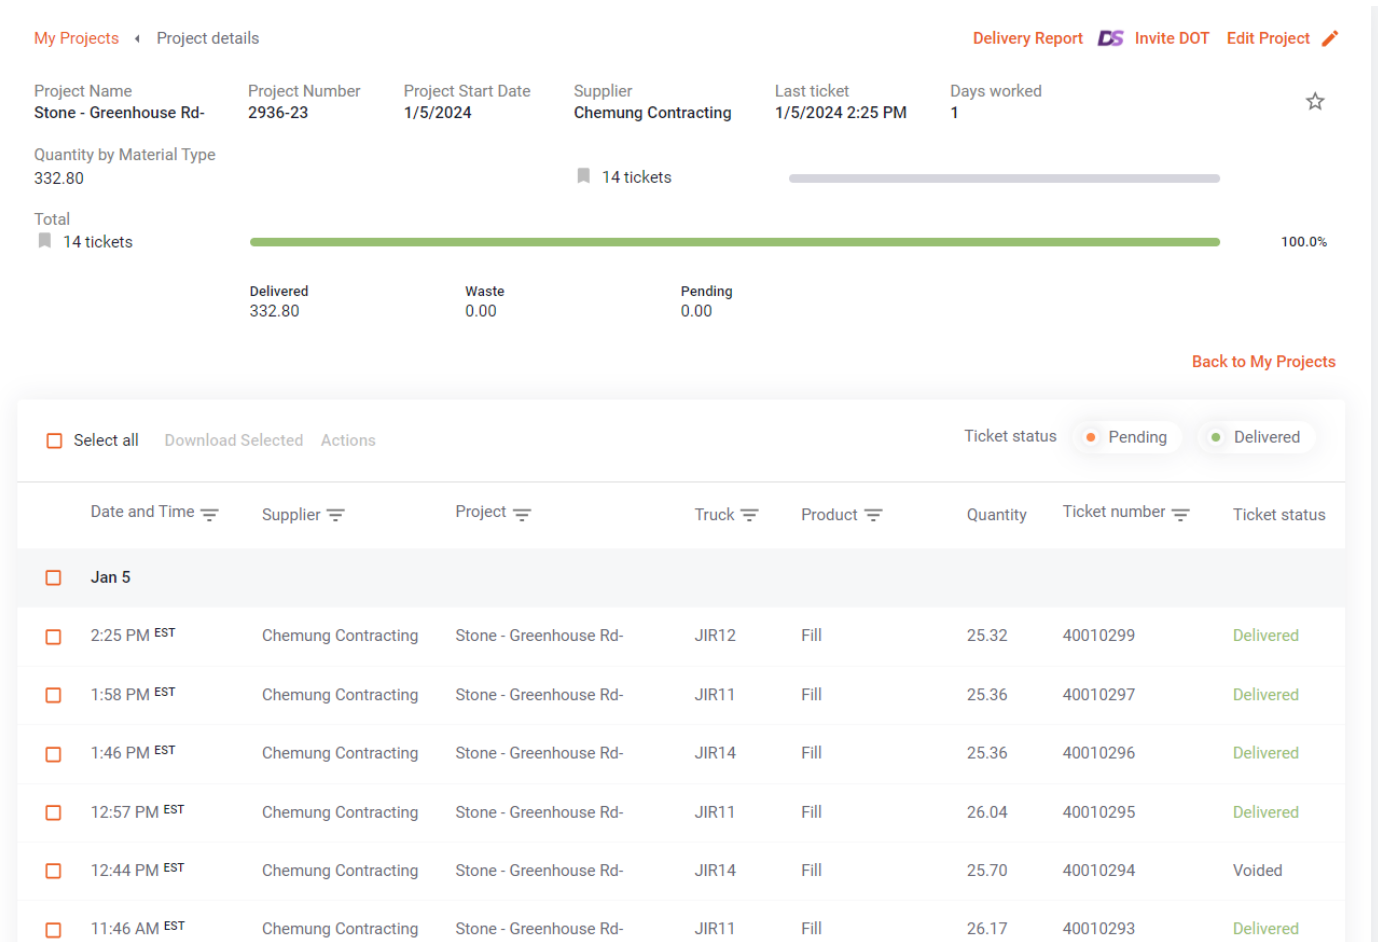 My Projects Project details Delivery Report DS Invite DOT Edit Project
Project Name Project Number Project Start Date Supplier Last ticket Days worked
Stone - Greenhouse Rd- 2936-23 1/5/2024 Chemung Contracting 1/5/2024 2:25 PM 1
Quantity by Material Type
332.80 14 tickets
Total
14 tickets 100.0%
Delivered Waste Pending
332.80 0.00 0.00
Back to My Projects
Select all Download Selected Actions Ticket status Pending Delivered
Date and Time Supplier Project Truck Product Quantity Ticket number Ticket status
Jan 5
2:25 PM EST Chemung Contracting Stone - Greenhouse Rd- JIR12 Fill 25.32 40010299 Delivered
1:58 PM EST Chemung Contracting Stone - Greenhouse Rd- JIR11 Fill 25.36 40010297 Delivered
1:46 PM EST Chemung Contracting Stone - Greenhouse Rd- JIR14 Fill 25.36 40010296 Delivered
12:57 PM EST Chemung Contracting Stone - Greenhouse Rd- JIR11 Fill 26.04 40010295 Delivered
12:44 PM EST Chemung Contracting Stone - Greenhouse Rd- JIR14 Fill 25.70 40010294 Voided
11:46 AM EST Chemung Contracting Stone - Greenhouse Rd- JIR11 Fill 26.17 40010293 Delivered